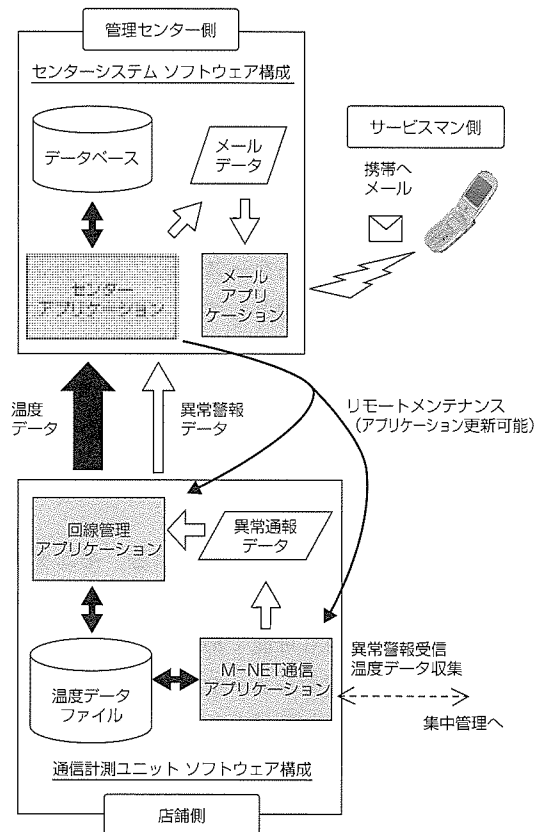 管理センター側
センターシステム ソフトウェア構成
データベース
メール
データ
サービスマン側
携帯へ
メール
センター
アプリケーション
メール
アプリ
ケーション
温度
データ
異常警報
データ
リモートメンテナンス
(アプリケーション更新可能)
回線管理
アプリケーション
異常通報
データ
温度データ
ファイル
M-NET通信
アプリケーション
異常警報受信
温度データ収集
集中管理へ
通信計測ユニット ソフトウェア構成
店舗側